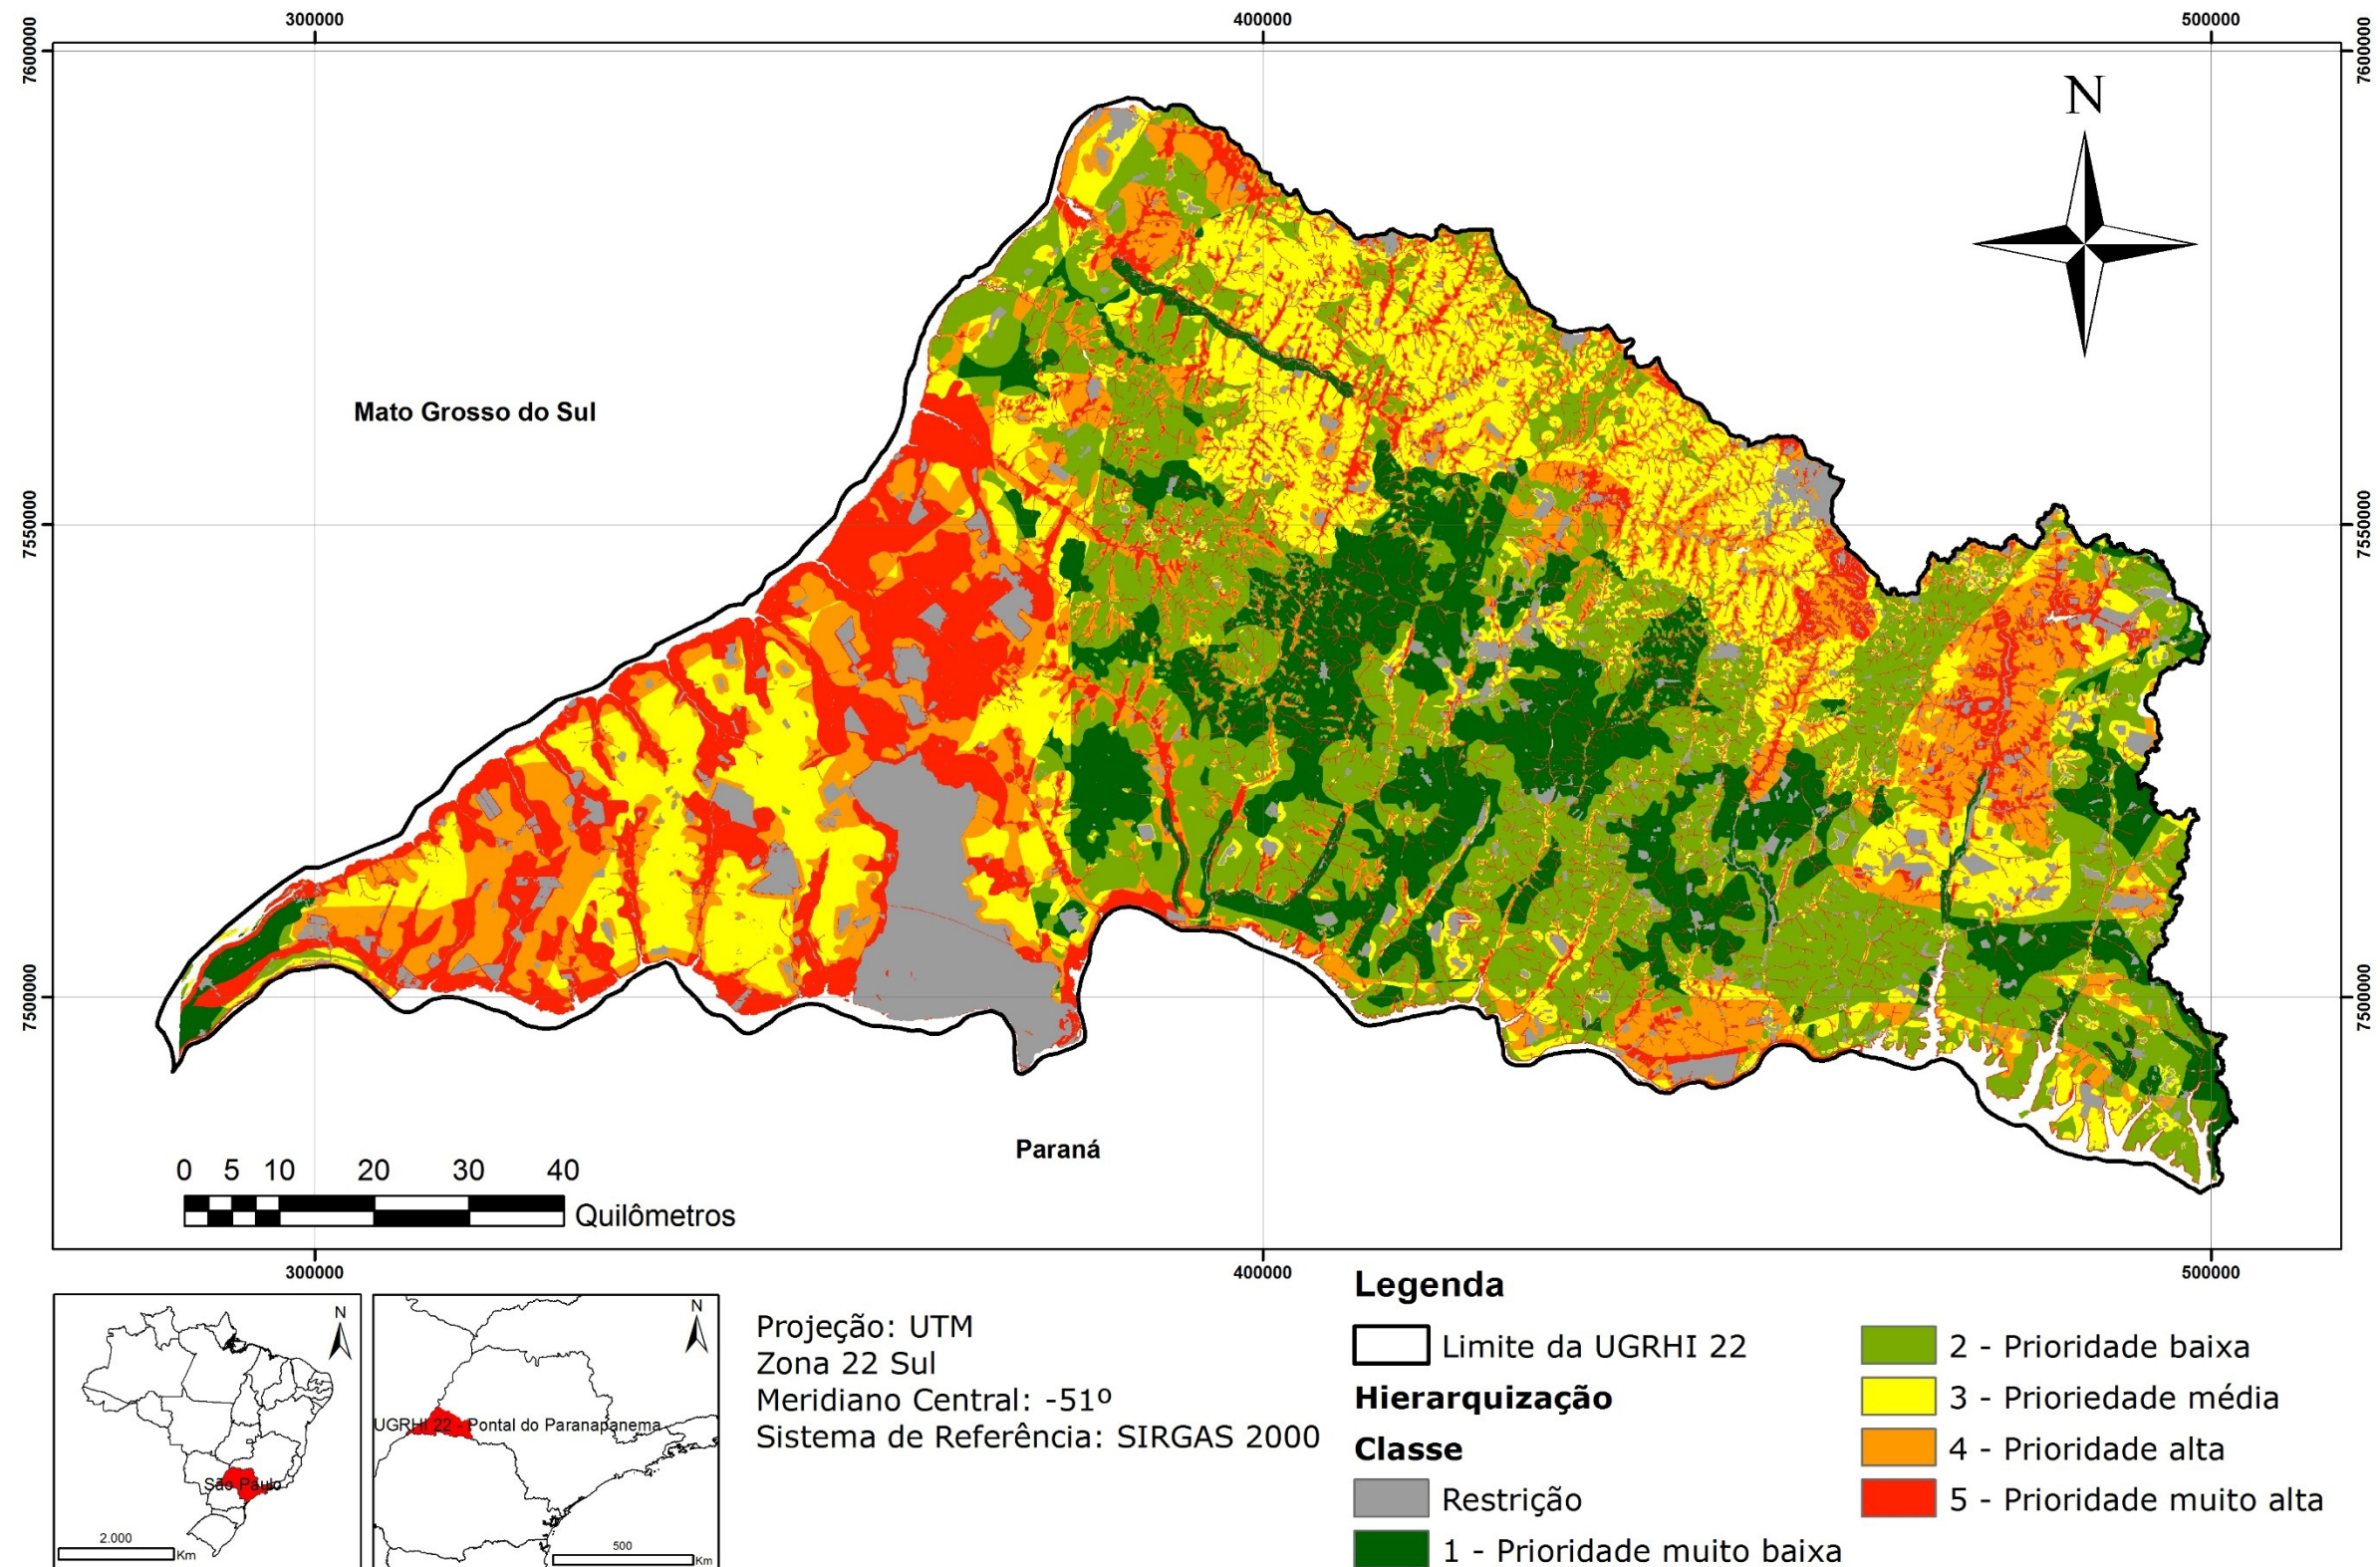 300000
400000
500000
7600000
7600000
N
Mato Grosso do Sul
7550000
7550000
7500000
7500000
Paraná
0 5 10 20 30 40
Quilômetros
300000
400000
500000
N
São Paulo
2.000
Km
N
UGRHI 22 - Pontal do Paranapanema
500
Km
Projeção: UTM
Zona 22 Sul
Meridiano Central: -51º
Sistema de Referência: SIRGAS 2000
Legenda
Limite da UGRHI 22
Hierarquização
Classe
Restrição
1 - Prioridade muito baixa
2 - Prioridade baixa
3 - Prioriedade média
4 - Prioridade alta
5 - Prioridade muito alta